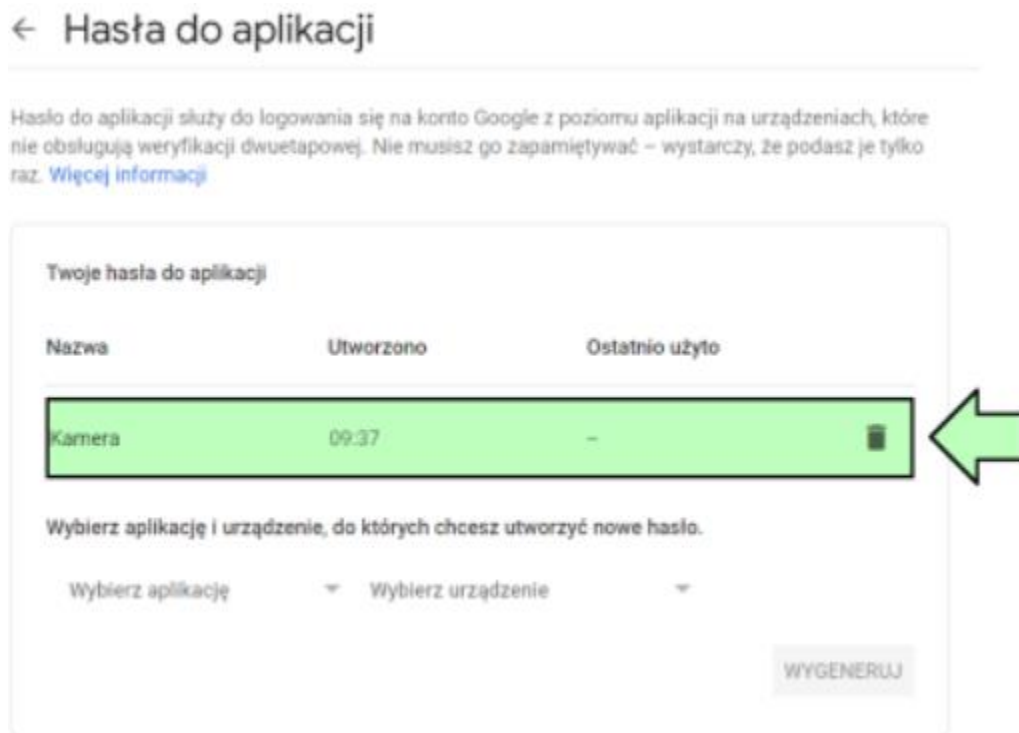 Hasła do aplikacji
Hasło do aplikacji służy do logowania się na konto Google z poziomu aplikacji na urządzeniach, które
nie obsługują weryfikacji dwuetapowej. Nie musisz go zapamiętywać – wystarczy, że podasz je tylko
raz. Więcej informacji
Twoje hasła do aplikacji
Nazwa Utworzono Ostatnio użyto
Kamera 09:37 –
Wybierz aplikację i urządzenie, do których chcesz utworzyć nowe hasło.
Wybierz aplikację Wybierz urządzenie
WYGENERUJ